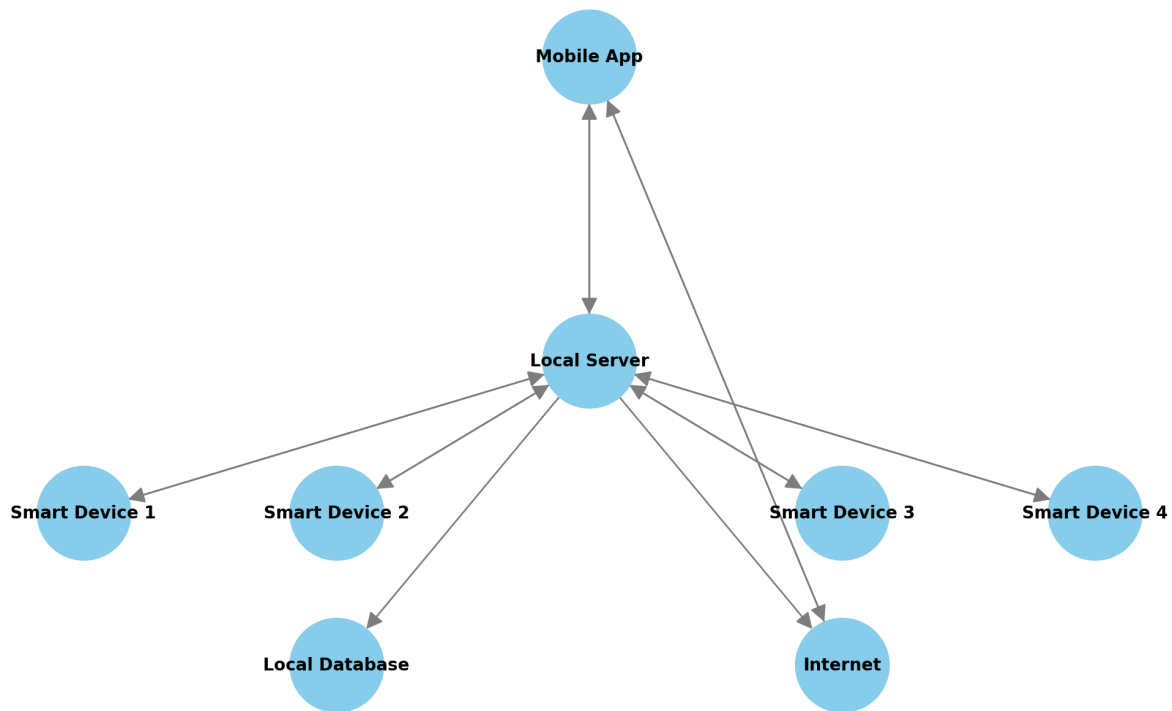 Mobile App
Local Server
Smart Device 1
Smart Device 2
Smart Device 3
Smart Device 4
Local Database
Internet